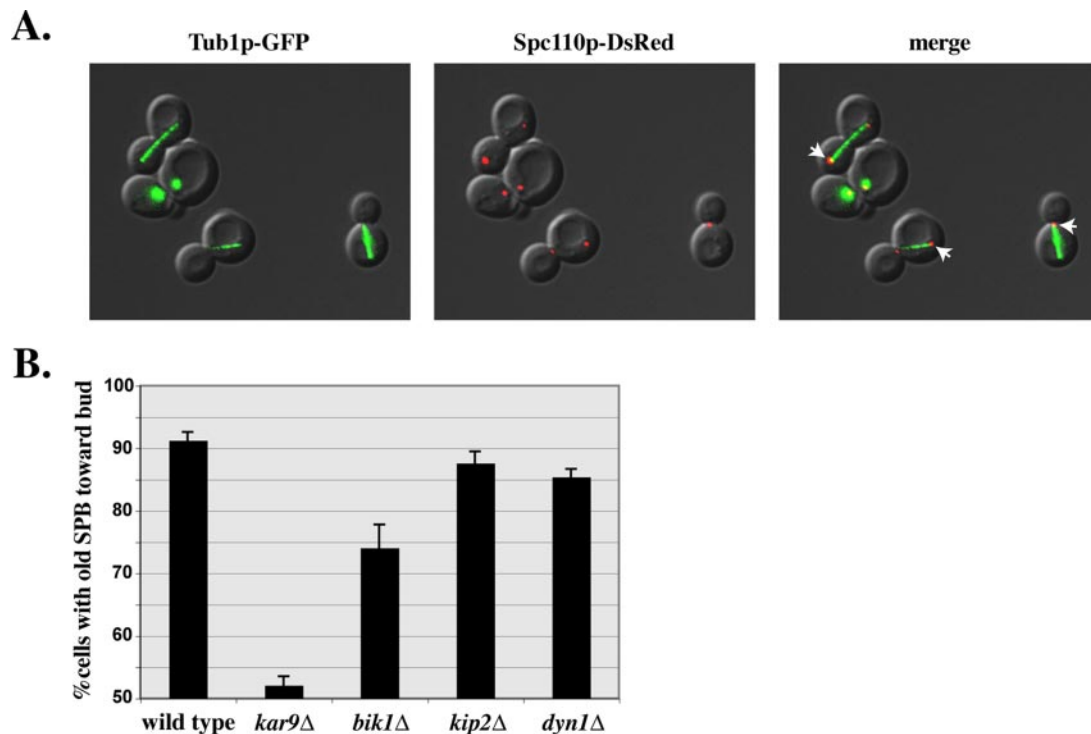 A.
Tub1p-GFP
Spc110p-DsRed
merge
B.
%cells with old SPB toward bud
100
90
80
70
60
50
wild type
kar9Δ
bik1Δ
kip2Δ
dyn1Δ